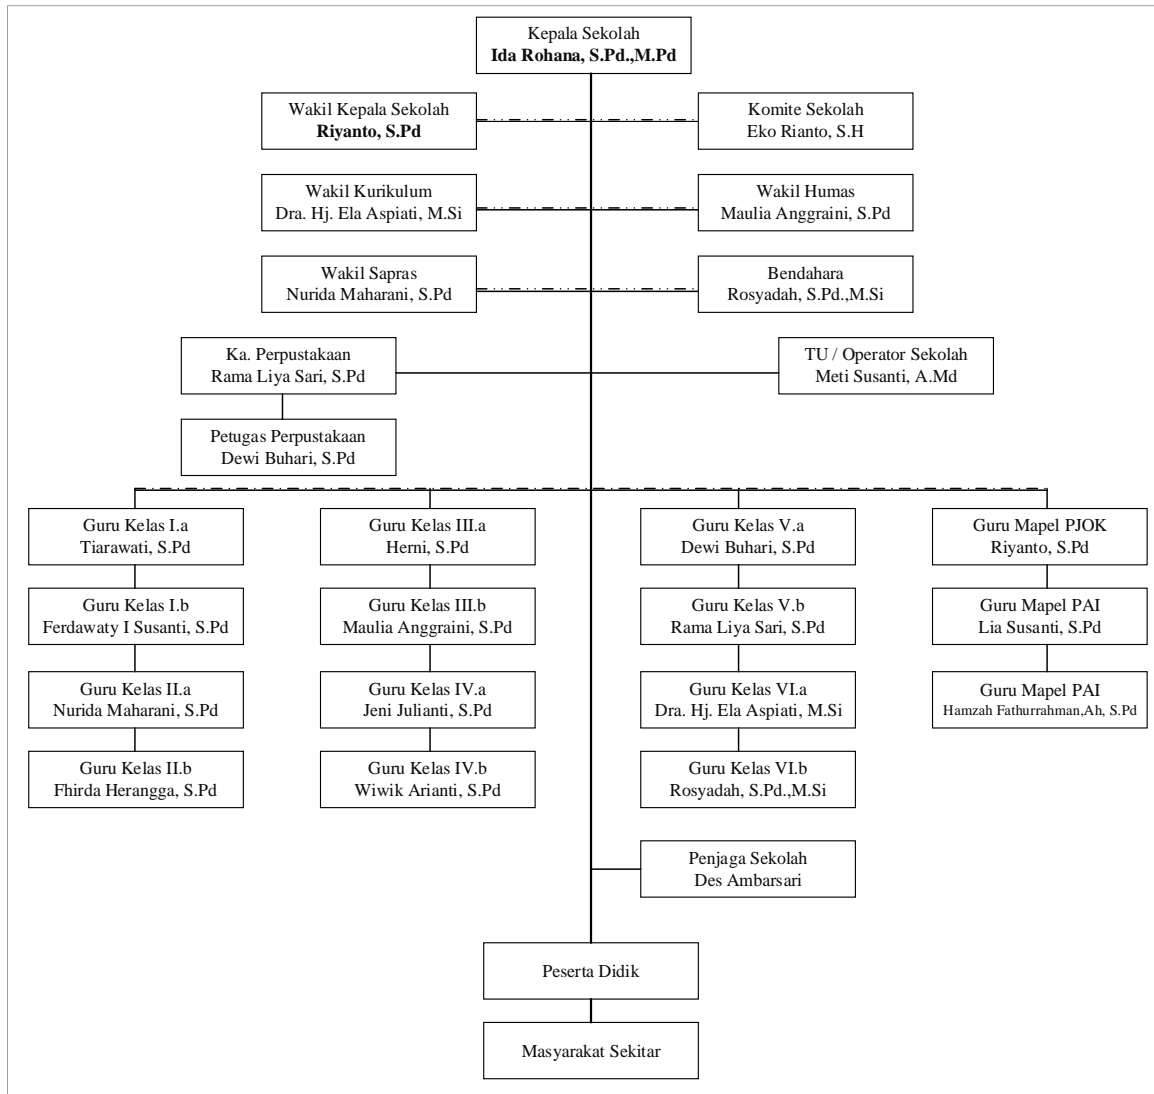 Kepala Sekolah
Ida Rohana, S.Pd.,M.Pd
Wakil Kepala Sekolah
Riyanto, S.Pd
Komite Sekolah
Eko Rianto, S.H
Wakil Kurikulum
Dra. Hj. Ela Aspiati, M.Si
Wakil Humas
Maulia Anggraini, S.Pd
Wakil Sapras
Nurida Maharani, S.Pd
Bendahara
Rosyadah, S.Pd.,M.Si
Ka. Perpustakaan
Rama Liya Sari, S.Pd
TU / Operator Sekolah
Meti Susanti, A.Md
Petugas Perpustakaan
Dewi Buhari, S.Pd
Guru Kelas I.a
Tiarawati, S.Pd
Guru Kelas III.a
Herni, S.Pd
Guru Kelas V.a
Dewi Buhari, S.Pd
Guru Mapel PJOK
Riyanto, S.Pd
Guru Kelas I.b
Ferdawaty I Susanti, S.Pd
Guru Kelas III.b
Maulia Anggraini, S.Pd
Guru Kelas V.b
Rama Liya Sari, S.Pd
Guru Mapel PAI
Lia Susanti, S.Pd
Guru Kelas II.a
Nurida Maharani, S.Pd
Guru Kelas IV.a
Jeni Julianti, S.Pd
Guru Kelas VI.a
Dra. Hj. Ela Aspiati, M.Si
Guru Mapel PAI
Hamzah Fathurrahman,Ah, S.Pd
Guru Kelas II.b
Fhirda Herangga, S.Pd
Guru Kelas IV.b
Wiwik Arianti, S.Pd
Guru Kelas VI.b
Rosyadah, S.Pd.,M.Si
Penjaga Sekolah
Des Ambarsari
Peserta Didik
Masyarakat Sekitar